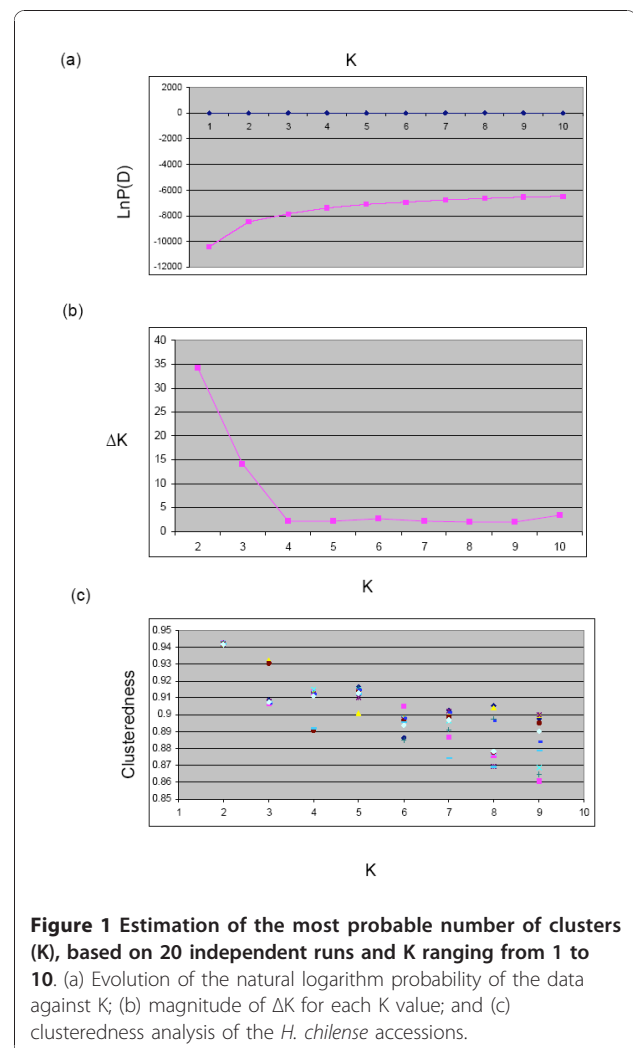 (a)
K
2000
0
1 2 3 4 5 6 7 8 9 10
-2000
-4000
-6000
-8000
-10000
-12000
LnP(D)
(b)
40
35
30
25
20
15
10
5
0
ΔK
2 3 4 5 6 7 8 9 10
K
(c)
0.95
0.94
0.93
0.92
0.91
0.9
0.89
0.88
0.87
0.86
0.85
Clusteredness
1 2 3 4 5 6 7 8 9 10
K
Figure 1 Estimation of the most probable number of clusters
(K), based on 20 independent runs and K ranging from 1 to
10. (a) Evolution of the natural logarithm probability of the data
against K; (b) magnitude of ΔK for each K value; and (c)
clusteredness analysis of the H. chilense accessions.